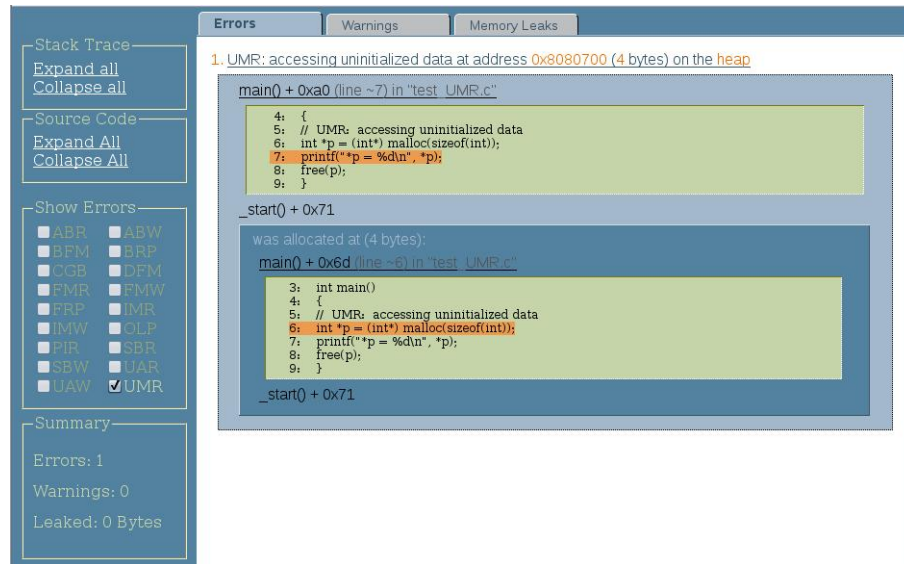 Errors
Warnings
Memory Leaks
Stack Trace
Expand all
Collapse all
Source Code
Expand All
Collapse All
Show Errors
ABR ABW
BFM BRP
CGB DFM
FMR FMW
FRP IMR
IMW OLP
PIR SBR
SBW UAR
UAW UMR
Summary
Errors: 1
Warnings: 0
Leaked: 0 Bytes
1. UMR: accessing uninitialized data at address 0x8080700 (4 bytes) on the heap
main() + 0xa0 (line ~7) in "test_UMR.c"
4: {
5: // UMR: accessing uninitialized data
6: int *p = (int*) malloc(sizeof(int));
7: printf("*p = %d\n", *p);
8: free(p);
9: }
_start() + 0x71
was allocated at (4 bytes):
main() + 0x6d (line ~6) in "test_UMR.c"
3: int main()
4: {
5: // UMR: accessing uninitialized data
6: int *p = (int*) malloc(sizeof(int));
7: printf("*p = %d\n", *p);
8: free(p);
9: }
_start() + 0x71